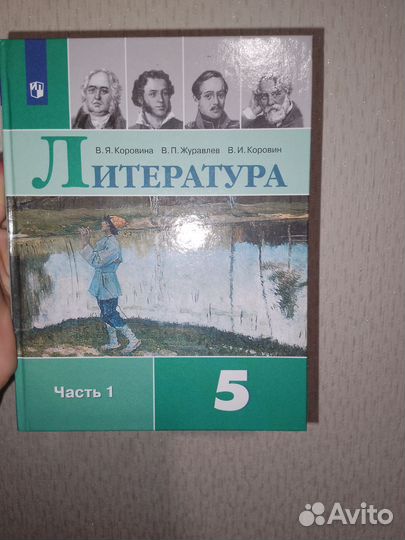 В. Я. Коровина В. П. Журавлев В. И. Коровин
ЛИТЕРАТУРА
Часть 1
5
Avito